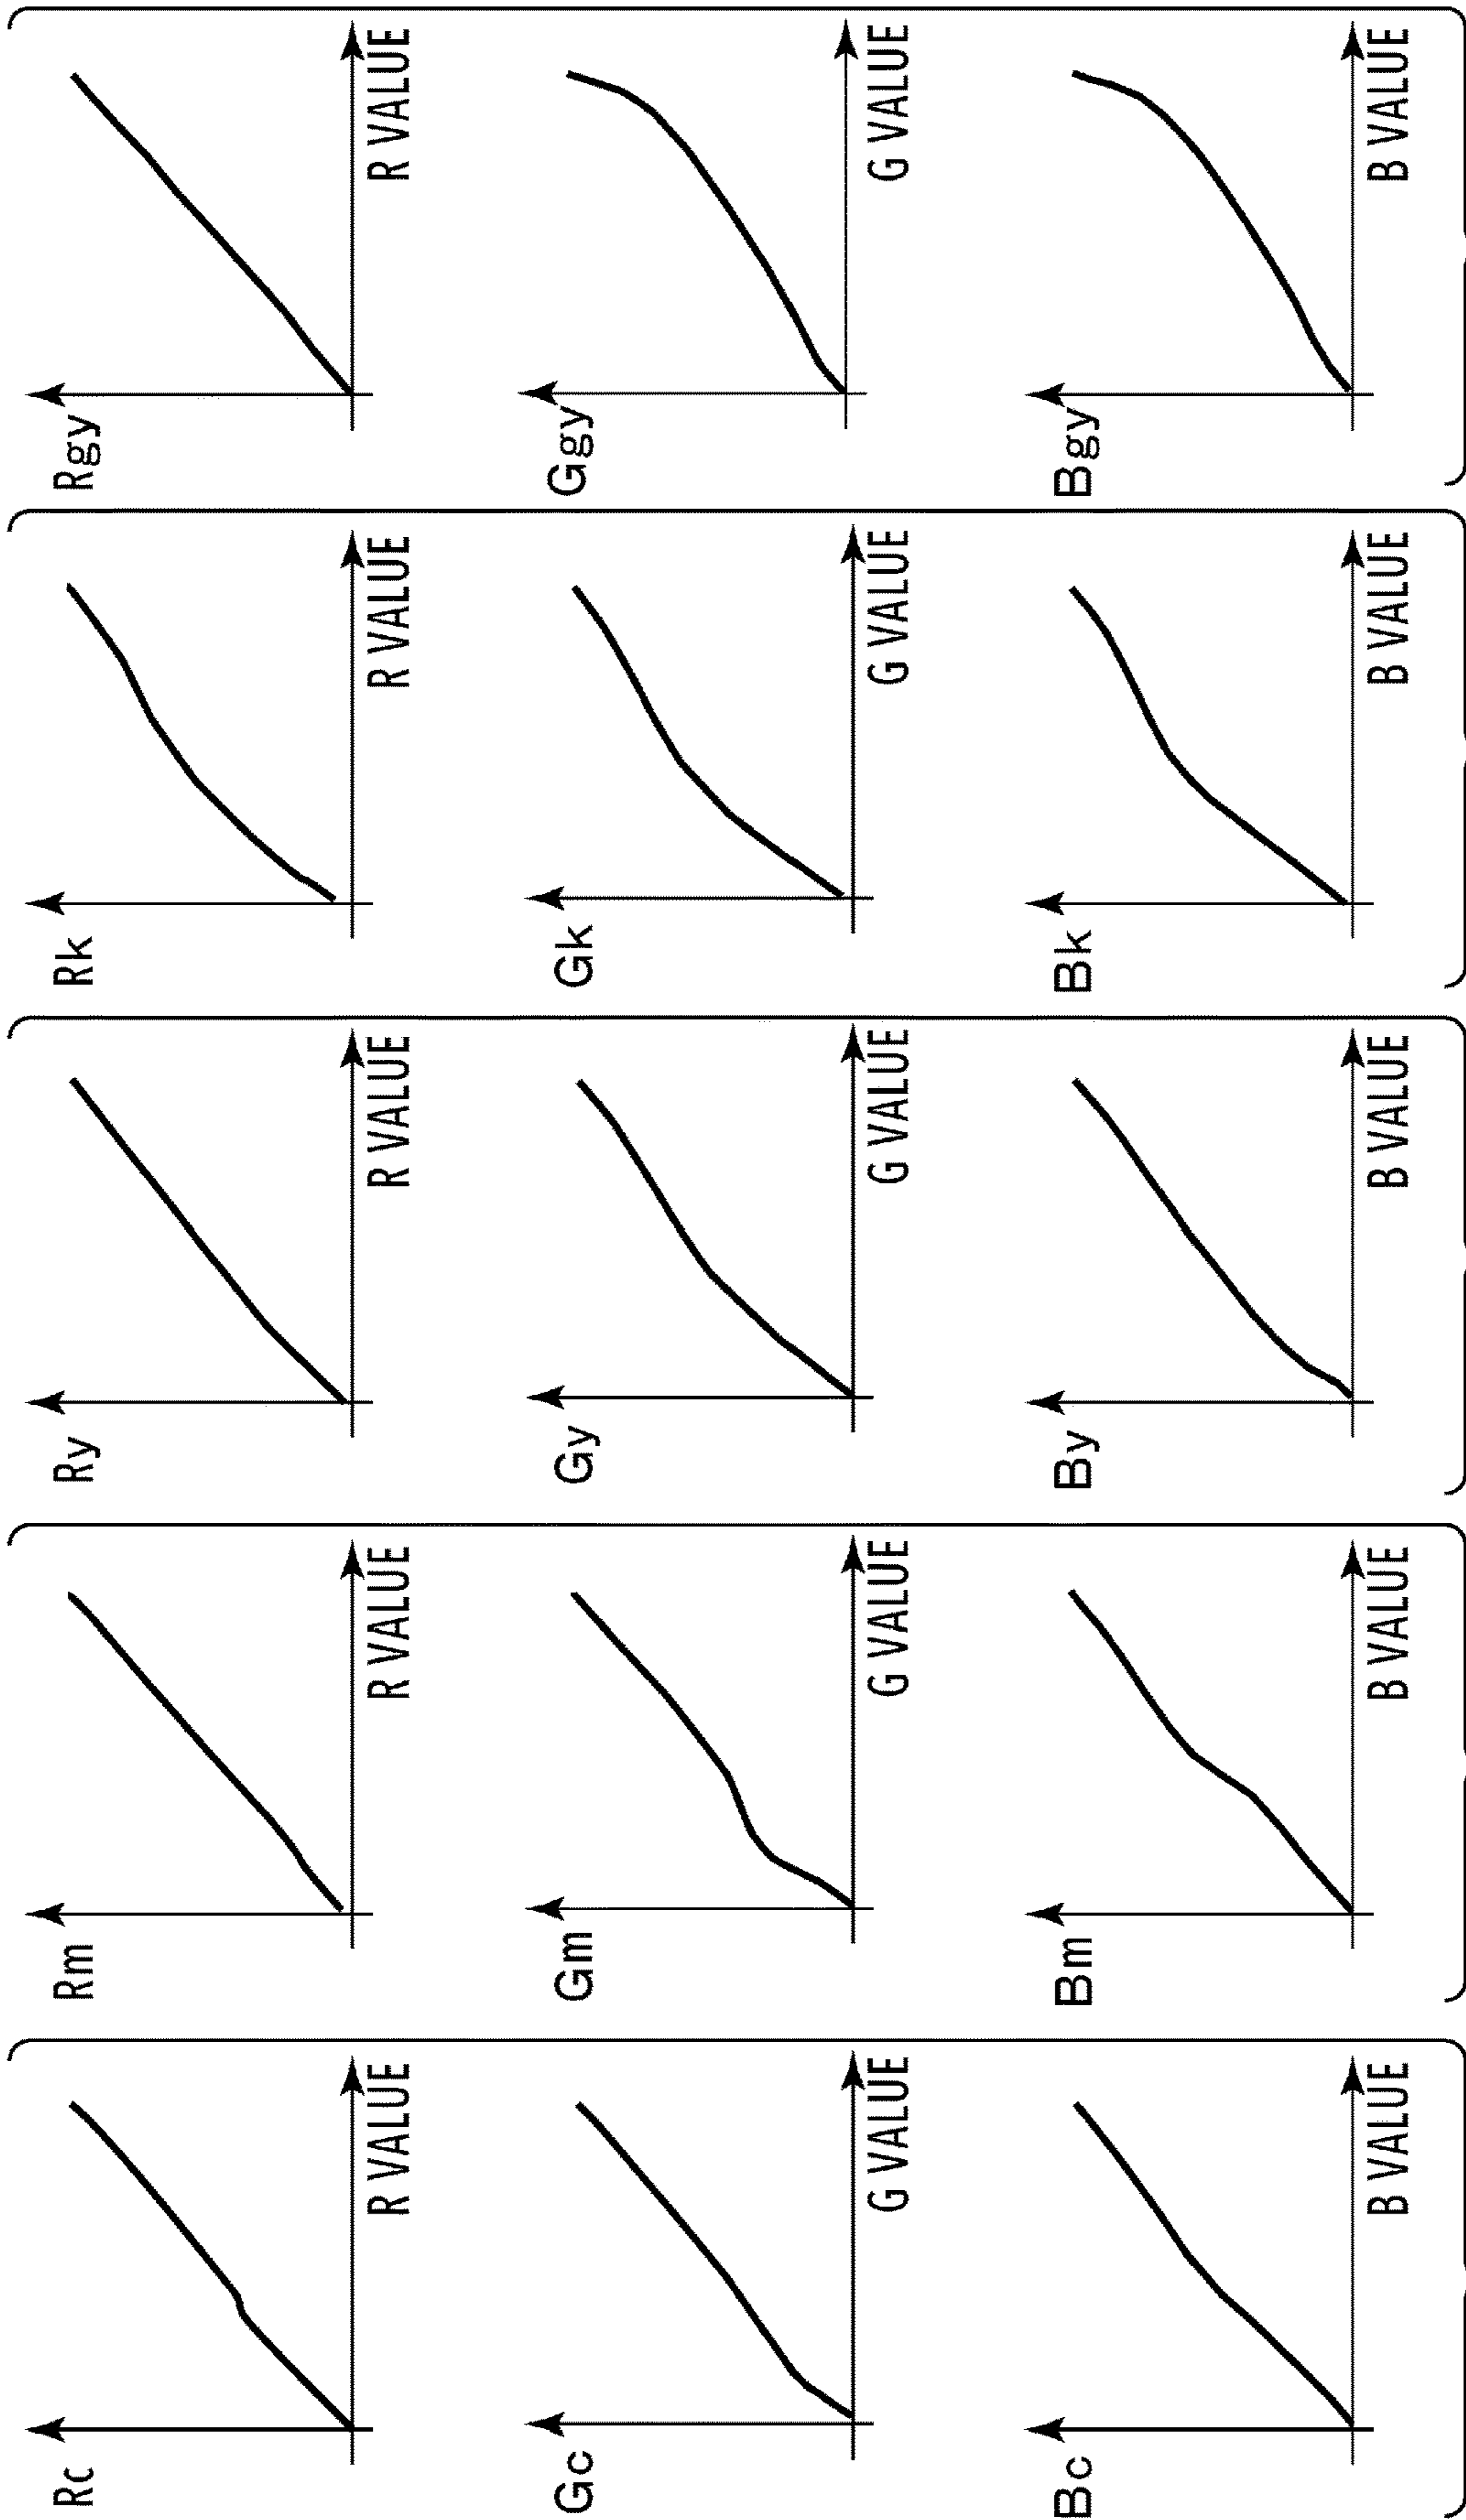 Rc
R VALUE
Gc
G VALUE
Bc
B VALUE
Rm
R VALUE
Gm
G VALUE
Bm
B VALUE
Ry
R VALUE
Gy
G VALUE
By
B VALUE
Rk
R VALUE
Gk
G VALUE
Bk
B VALUE
Rgy
R VALUE
Ggy
G VALUE
Bgy
B VALUE